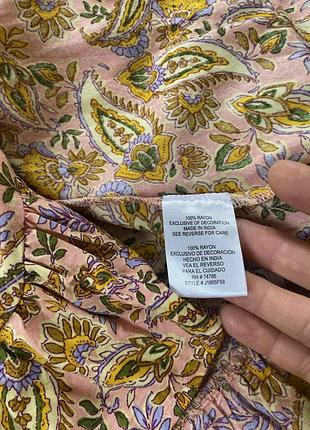 100% RAYON
EXCLUSIVE OF DECORATION
MADE IN INDIA
SEE REVERSE FOR CARE
100% RAYON
EXCLUSIVO DE DECORACIÓN
HECHO EN INDIA
VEA EL REVERSO
PARA EL CUIDADO
RN # 74786
STYLE # J1865F58